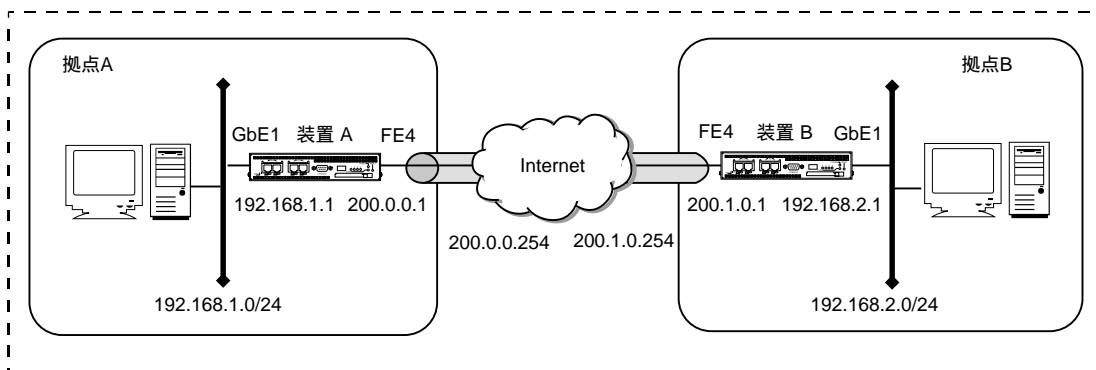 拠点A
GbE1 装置 A FE4
192.168.1.1 200.0.0.1
192.168.1.0/24
Internet
200.0.0.254 200.1.0.254
拠点B
FE4 装置 B GbE1
200.1.0.1 192.168.2.1
192.168.2.0/24